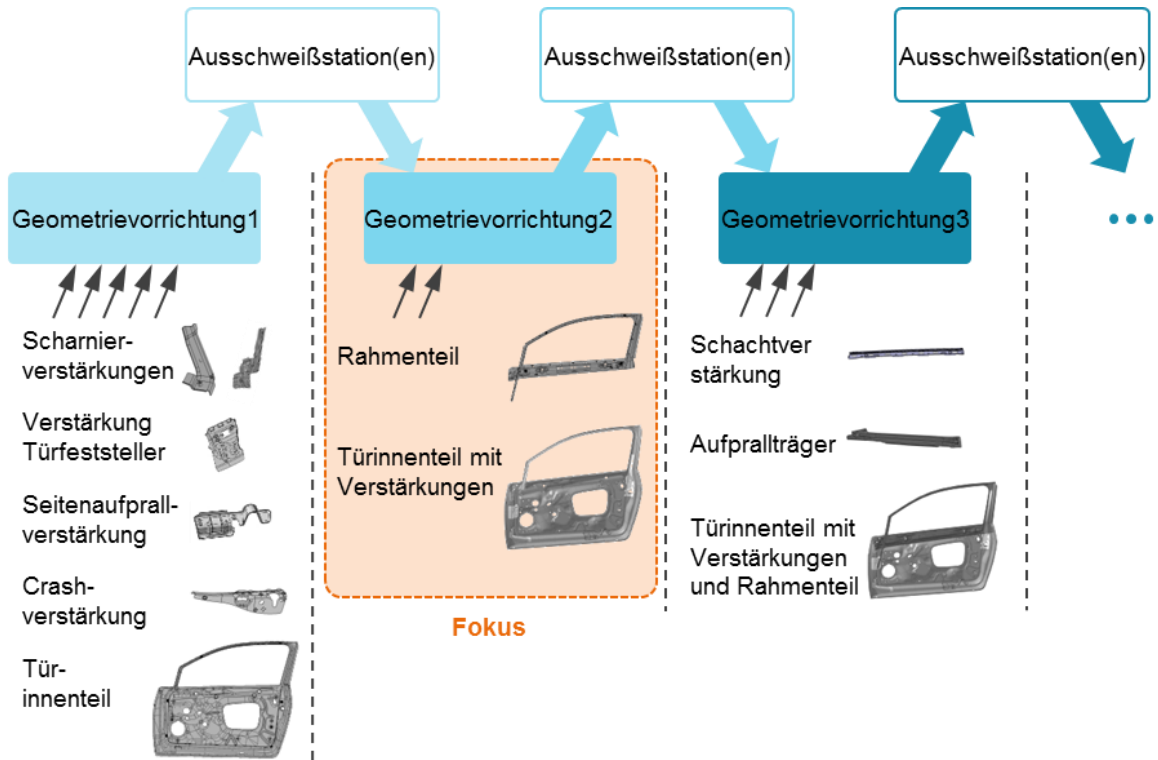 Ausschweißstation(en)
Ausschweißstation(en)
Ausschweißstation(en)
Geometrievorrichtung1
Geometrievorrichtung2
Geometrievorrichtung3
Scharnier-
verstärkungen
Verstärkung
Türfeststeller
Seitenaufprall-
verstärkung
Crash-
verstärkung
Tür-
innenteil
Rahmenteil
Türinnenteil mit
Verstärkungen
Fokus
Schachtver
stärkung
Aufprallträger
Türinnenteil mit
Verstärkungen
und Rahmenteil